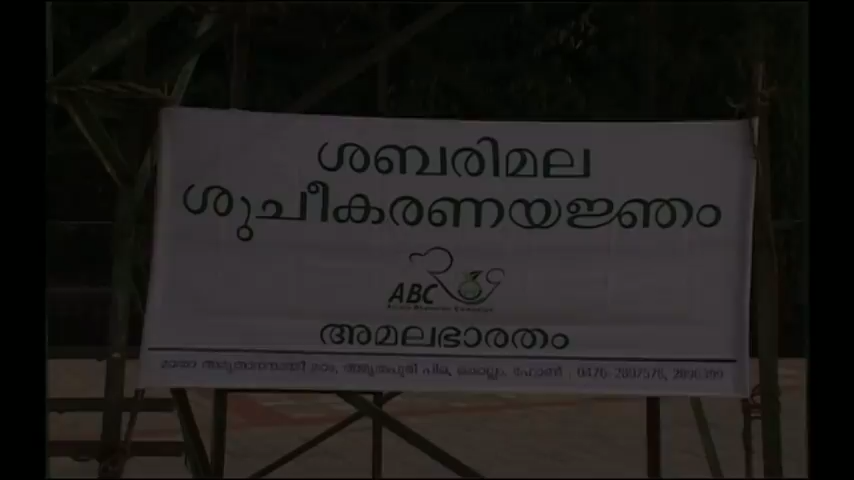 ശബരിമല
ശുചീകരണയജ്ഞം
ABC
അമലഭാരതം
മാതാ അമൃതാനന്ദമയീ മഠം, അമൃതപുരി പി.ഒ, കൊല്ലം. ഫോൺ : 0476- 2897578, 2896399